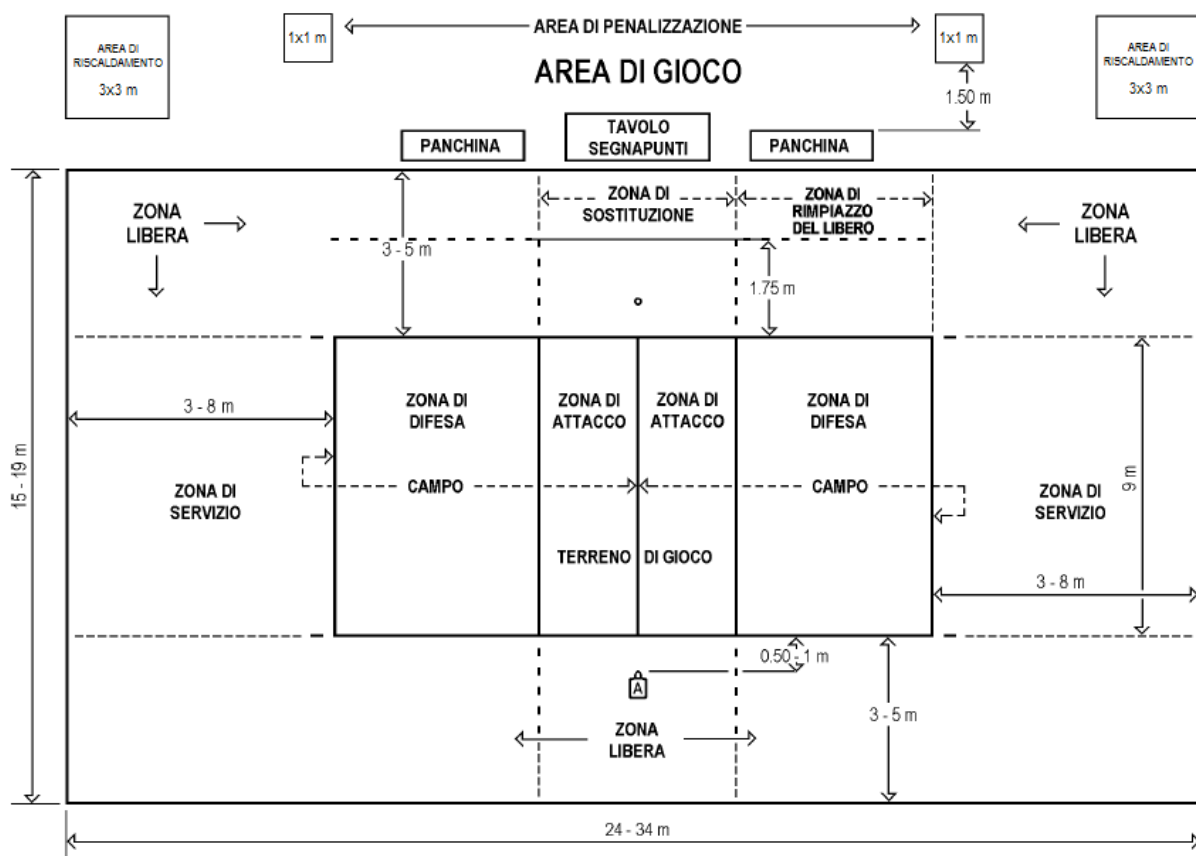 AREA DI
RISCALDAMENTO
3x3 m
1x1 m
AREA DI PENALIZZAZIONE
1x1 m
AREA DI
RISCALDAMENTO
3x3 m
AREA DI GIOCO
1.50 m
PANCHINA
TAVOLO
SEGNAPUNTI
PANCHINA
ZONA
LIBERA
3 - 5 m
ZONA DI
SOSTITUZIONE
ZONA DI
RIMPIAZZO
DEL LIBERO
ZONA
LIBERA
1.75 m
3 - 8 m
ZONA DI
DIFESA
ZONA DI
ATTACCO
ZONA DI
ATTACCO
ZONA DI
DIFESA
15 - 19 m
9 m
ZONA DI
SERVIZIO
CAMPO
CAMPO
ZONA DI
SERVIZIO
TERRENO DI GIOCO
3 - 8 m
0.50 - 1 m
A
3 - 5 m
ZONA
LIBERA
24 - 34 m